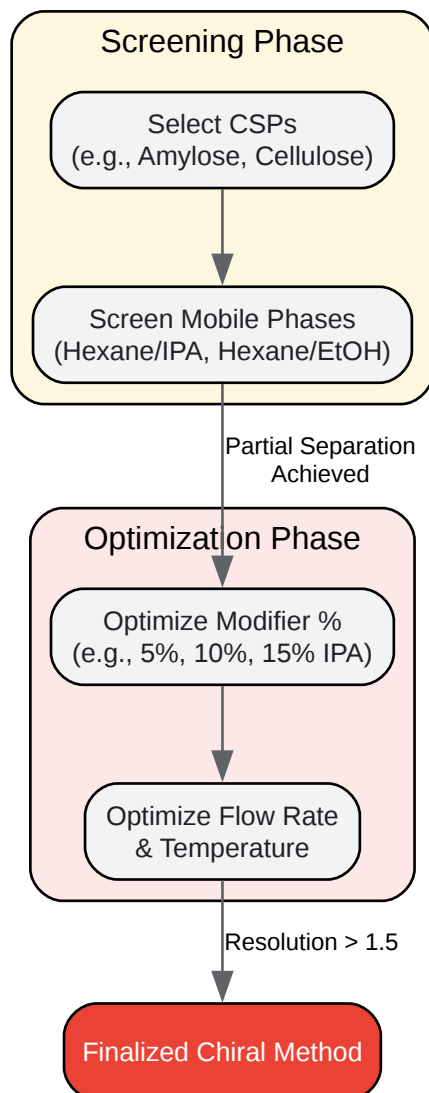 Screening Phase
Select CSPs
(e.g., Amylose, Cellulose)
Screen Mobile Phases
(Hexane/IPA, Hexane/EtOH)
Partial Separation
Achieved
Optimization Phase
Optimize Modifier %
(e.g., 5%, 10%, 15% IPA)
Optimize Flow Rate
& Temperature
Resolution > 1.5
Finalized Chiral Method